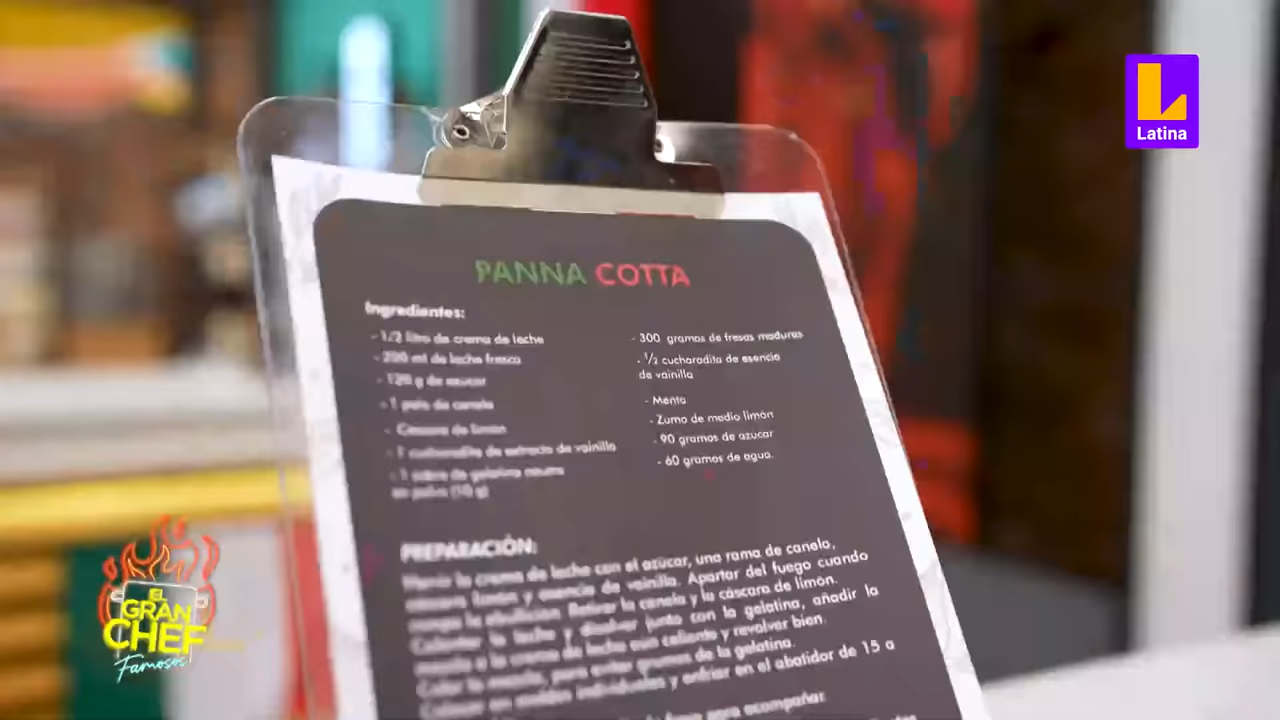 Latina
PANNA COTTA
Ingredientes:
- 1/2 litro de crema de leche
- 200 ml de leche fresca
- 120 g de azucar
- 1 palo de canela
- Cáscara de limón
- 1 cucharadita de extracto de vainilla
- 1 sobre de gelatina neutra
en polvo (10 g)
- 300 gramos de fresas maduras
- ½ cucharadita de esencia
de vainilla
- Menta
- Zumo de medio limón
- 90 gramos de azucar
- 60 gramos de agua.
PREPARACIÓN:
Hervir la crema de leche con el azúcar, una rama de canela,
cáscara limón y esencia de vainilla. Apartar del fuego cuando
rompa la ebullición. Retirar la canela y la cáscara de limón.
Calentar la leche y disolver junto con la gelatina, añadir la
mezcla a la crema de leche aún caliente y revolver bien.
Colar la mezcla, para evitar grumos de la gelatina.
Colocar en moldes individuales y enfriar en el abatidor de 15 a
para acompañar.
EL
GRAN
CHEF
Famosos